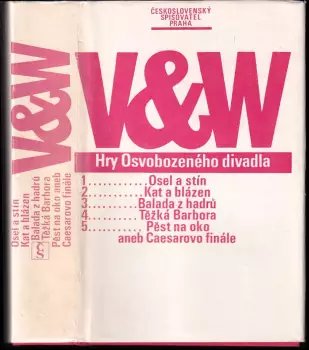 V&W
Osel a stín
Kat a blázen
Balada z hadrů
Těžká Barbora
Pěst na oko aneb
Caesarovo finále
ČS
ČESKOSLOVENSKÝ
SPISOVATEL
PRAHA
V&W
Hry Osvobozeného divadla
1..........Osel a stín
2..........Kat a blázen
3..........Balada z hadrů
4..........Těžká Barbora
5..........Pěst na oko
aneb Caesarovo finále